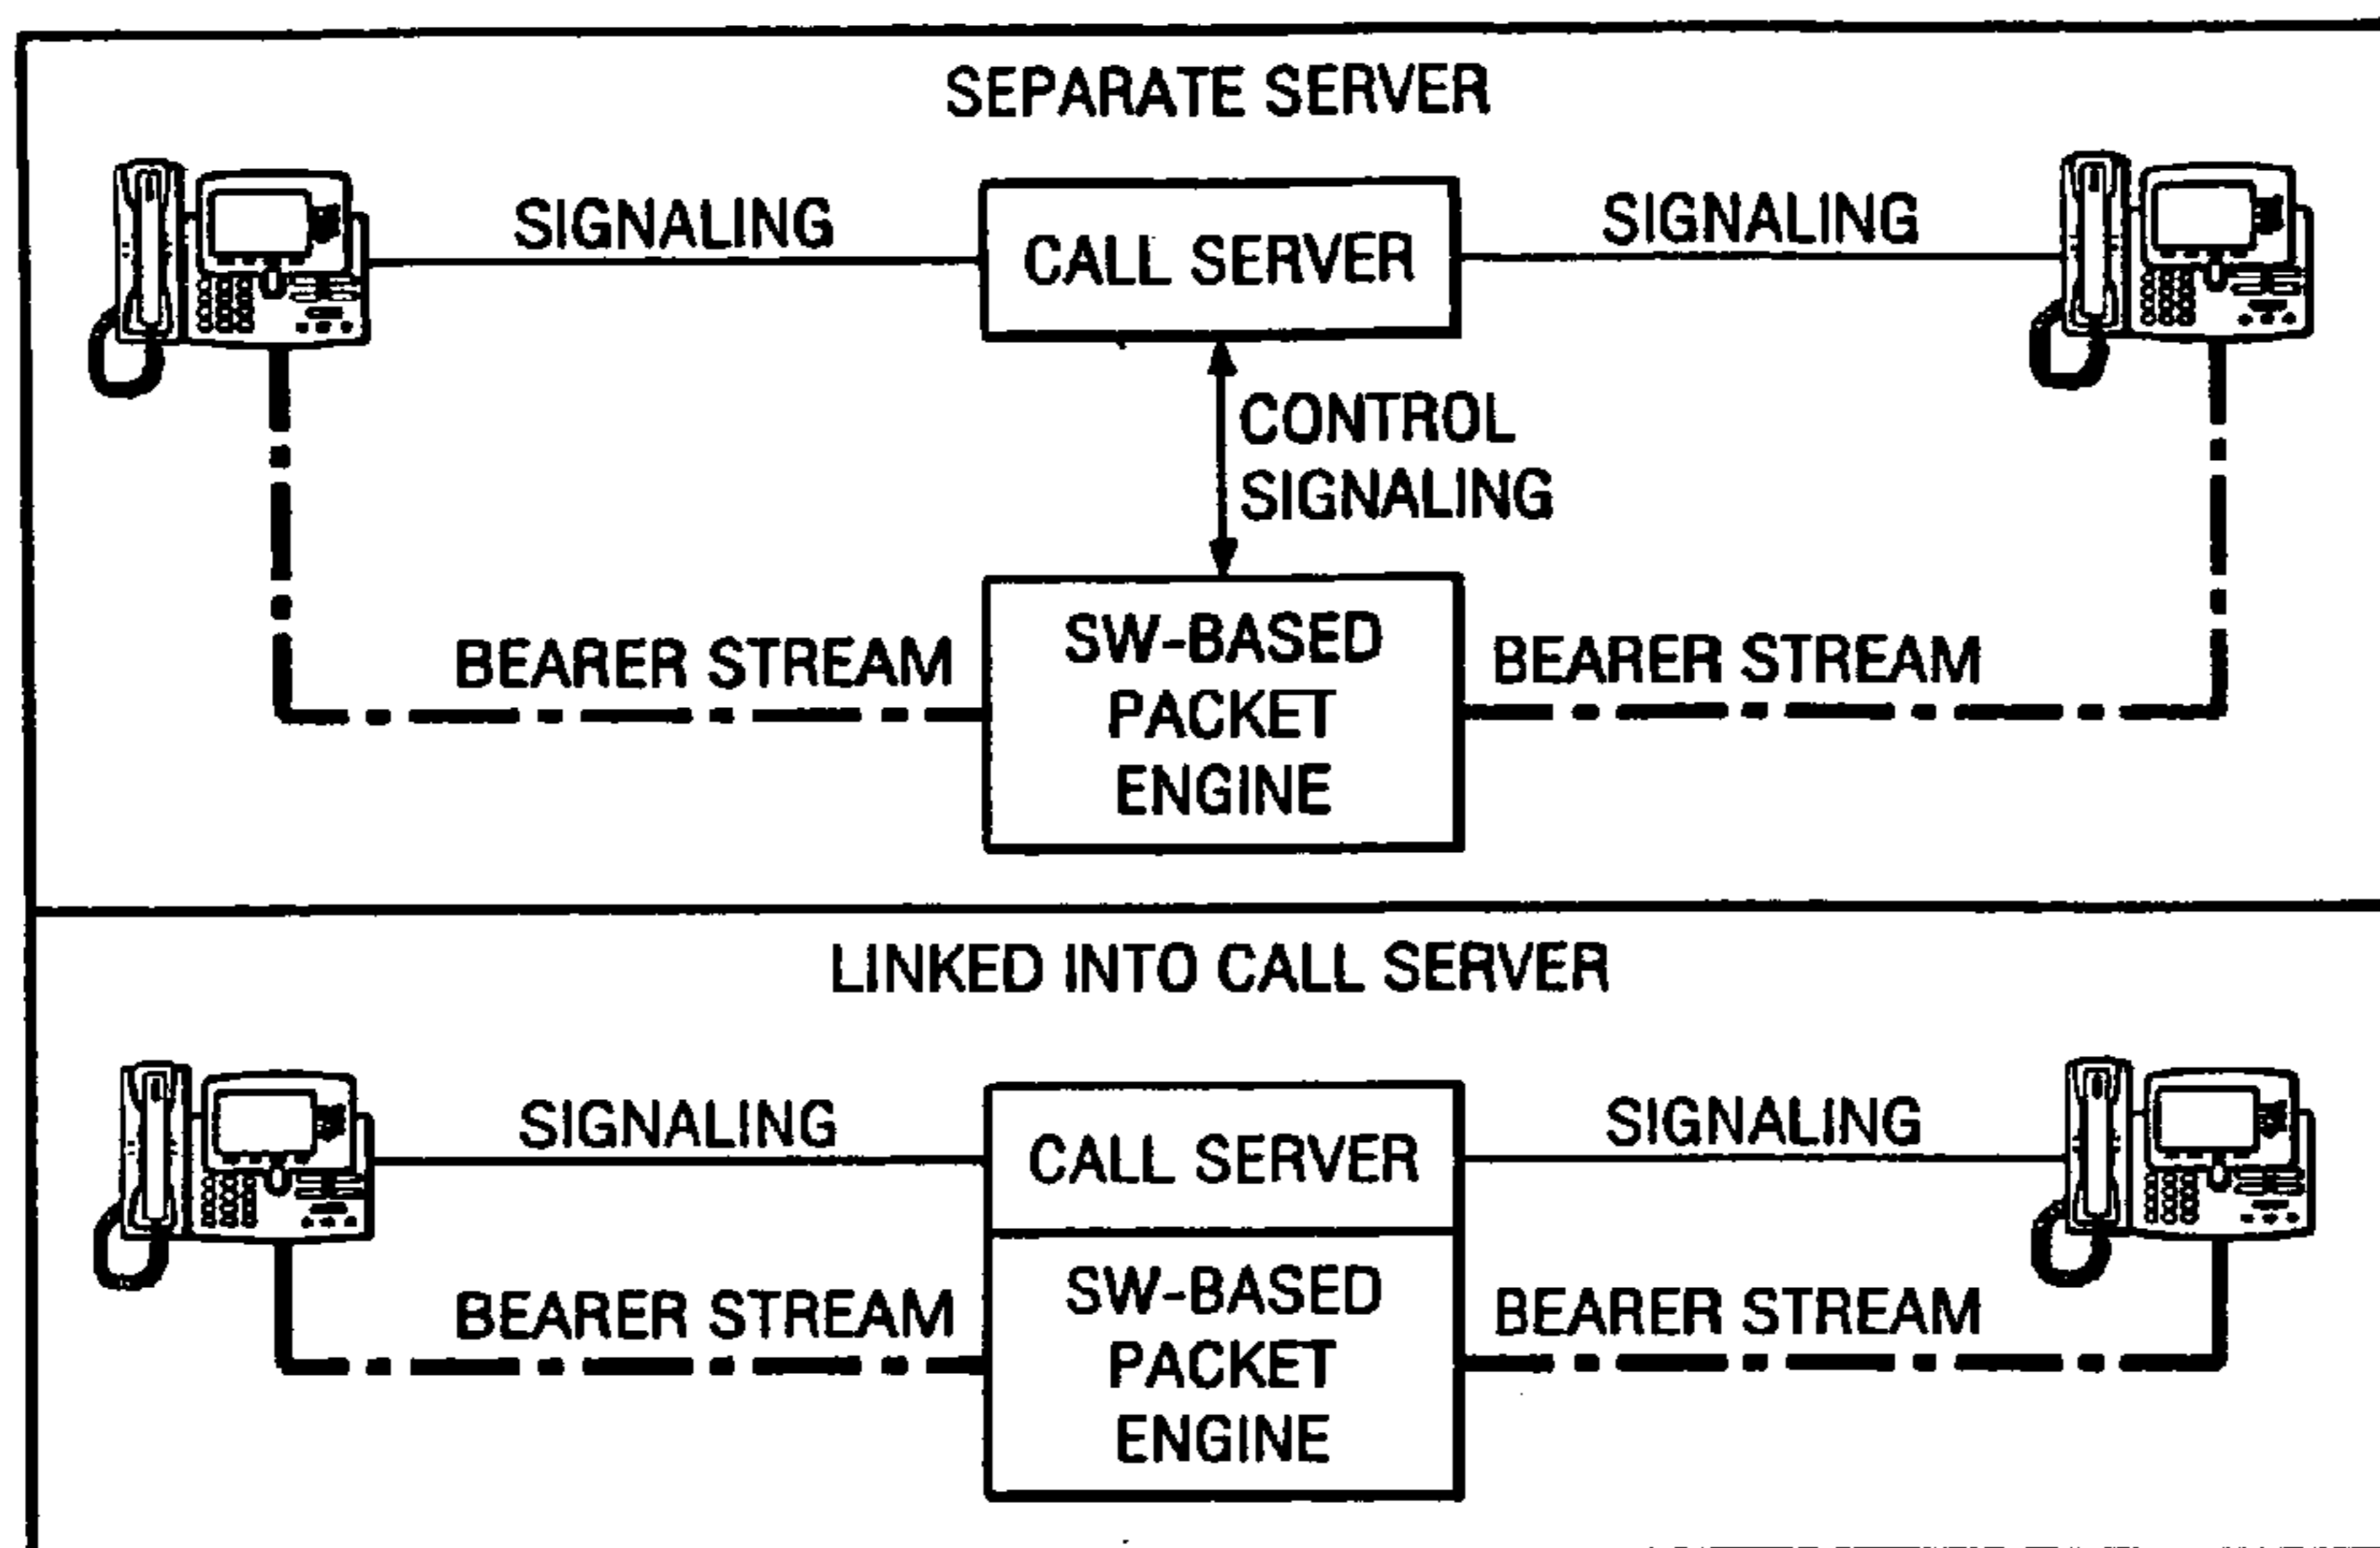 SEPARATE SERVER
SIGNALING
CALL SERVER
SIGNALING
CONTROL
SIGNALING
BEARER STREAM
SW-BASED
PACKET
ENGINE
BEARER STREAM
LINKED INTO CALL SERVER
SIGNALING
CALL SERVER
SIGNALING
BEARER STREAM
SW-BASED
PACKET
ENGINE
BEARER STREAM